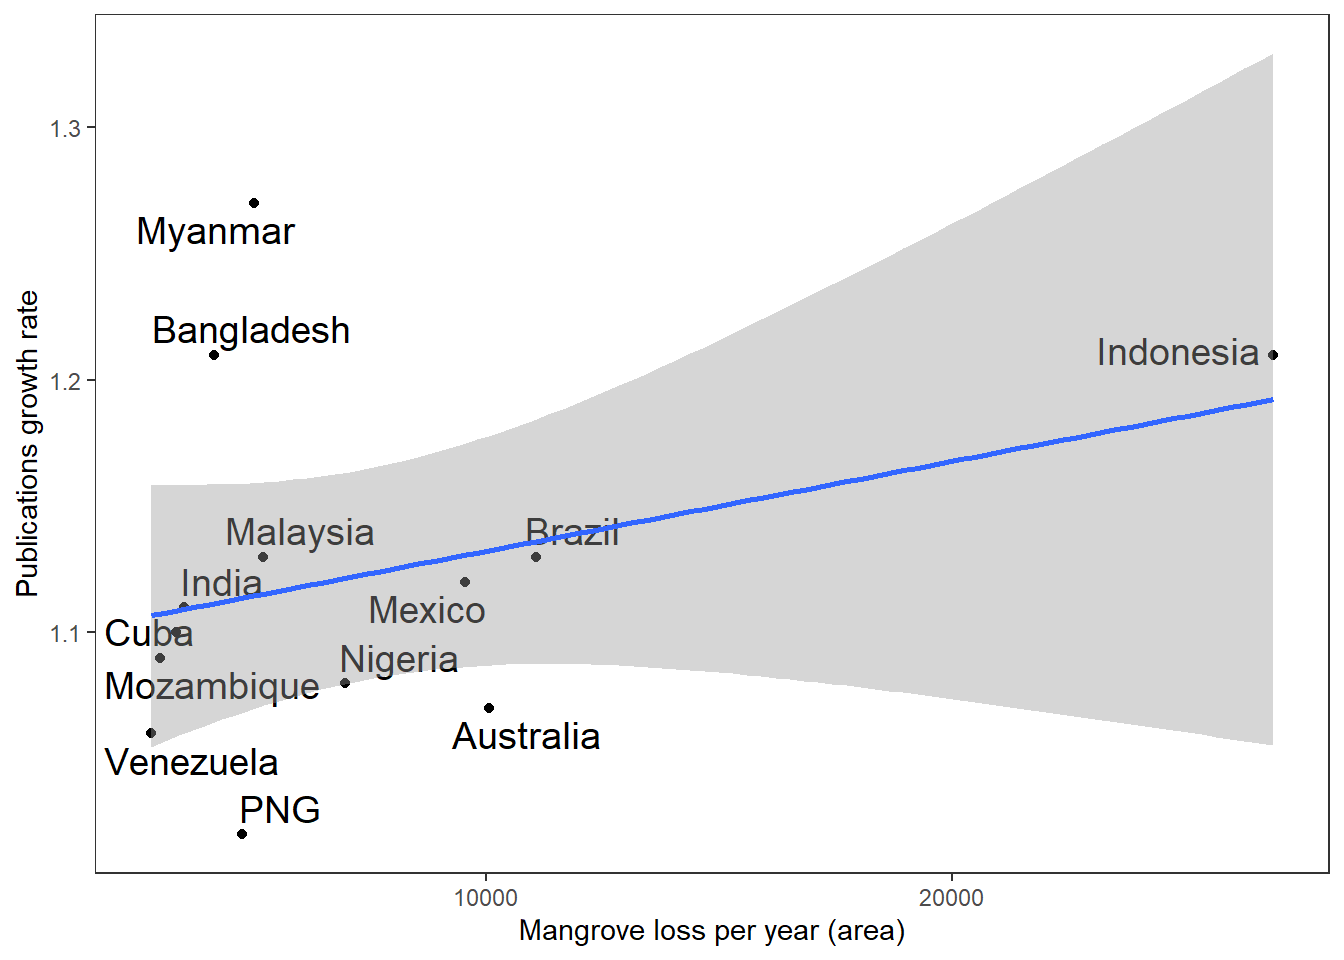 1.3
Myanmar
Bangladesh
Indonesia
1.2
Publications growth rate
Malaysia
Brazil
India
Mexico
Cuba
1.1
Nigeria
Mozambique
Australia
Venezuela
PNG
10000
20000
Mangrove loss per year (area)